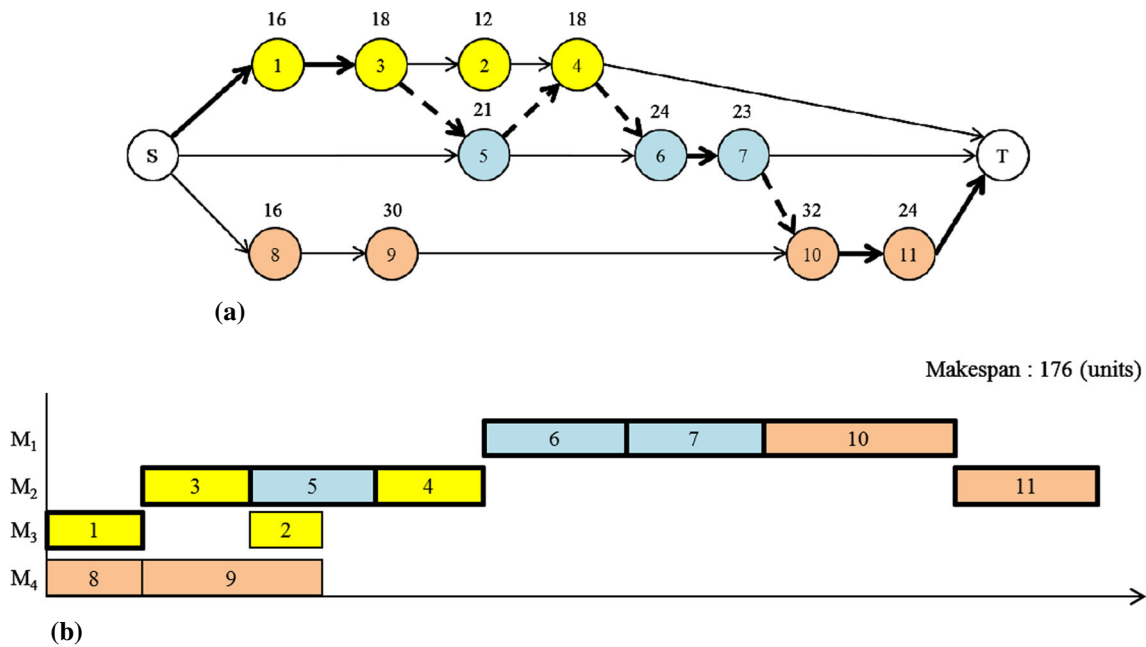 16 18 12 18
1 3 2 4
21 24 23
S 5 6 7 T
16 30 32 24
8 9 10 11
(a)
Makespan : 176 (units)
M1 6 7 10
M2 3 5 4 11
M3 1 2
M4 8 9
(b)